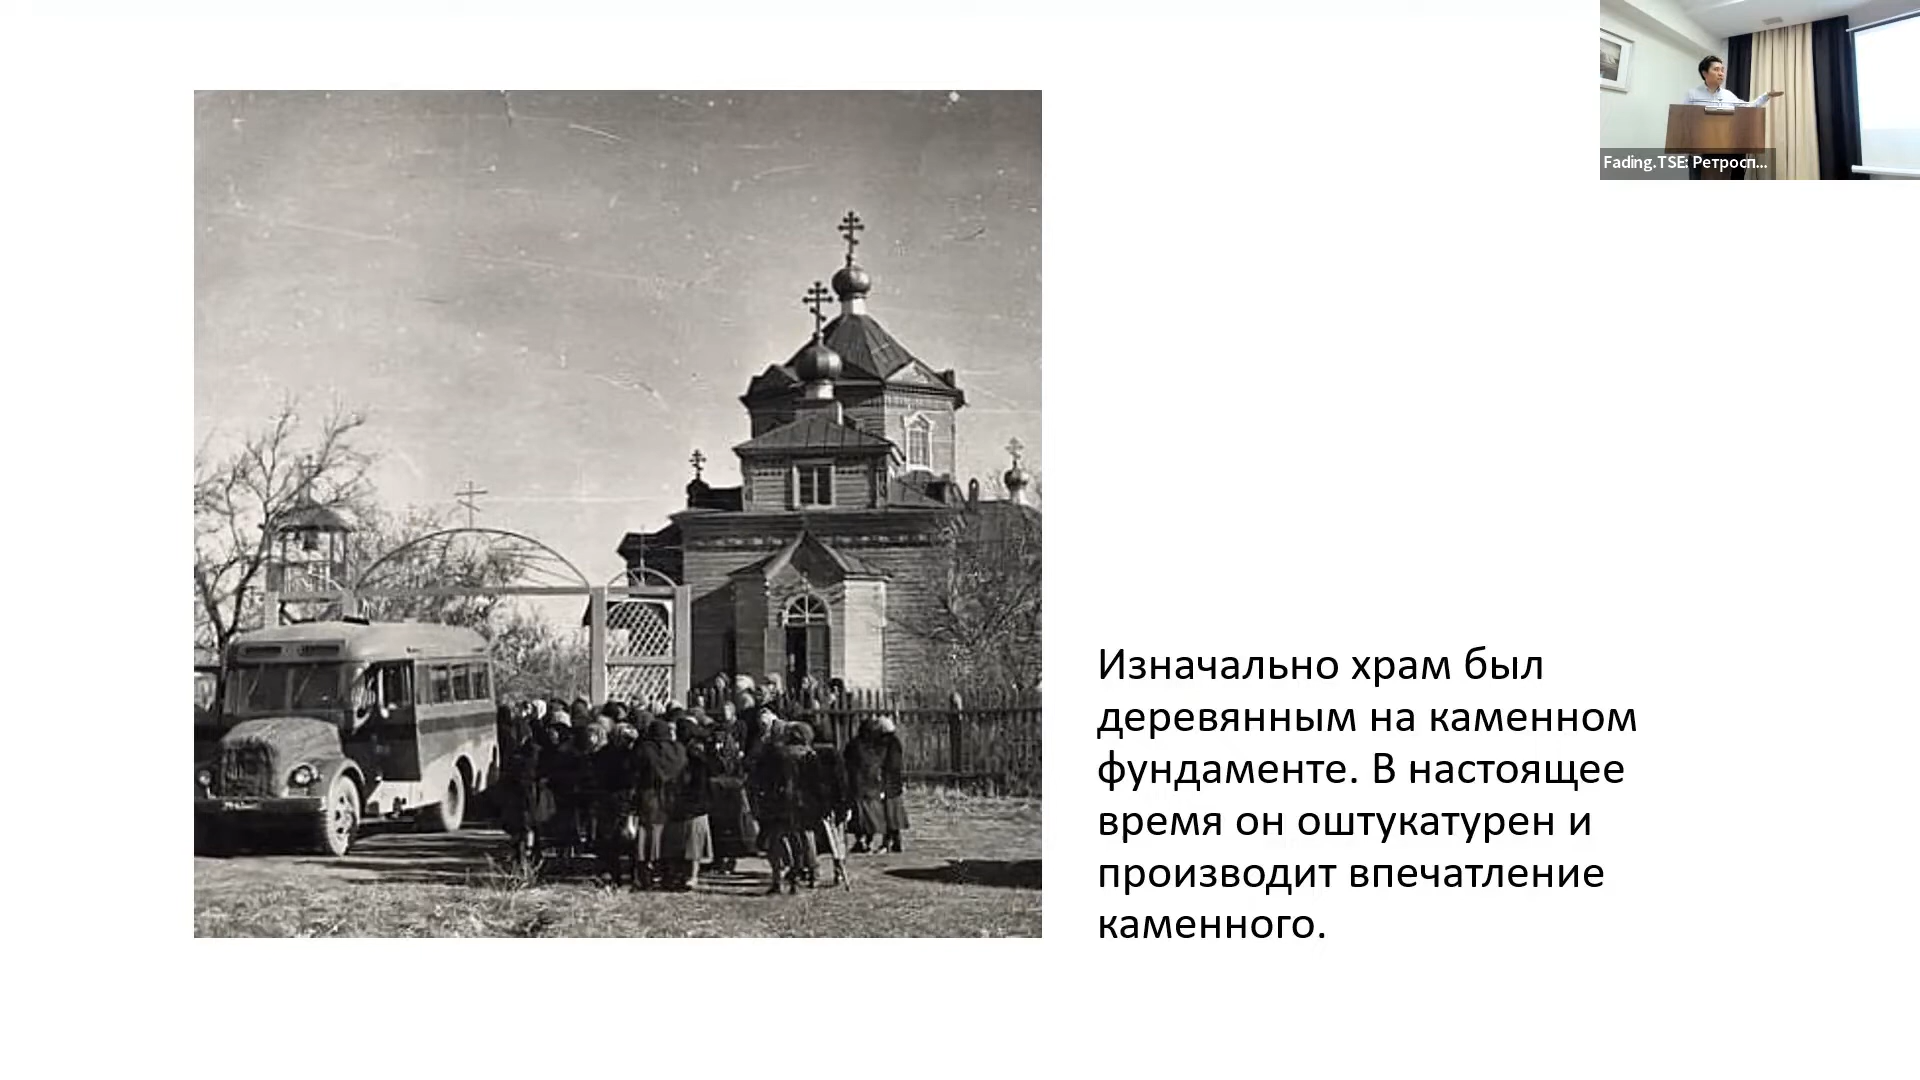 Fading.TSE: Ретросп...
Изначально храм был
деревянным на каменном
фундаменте. В настоящее
время он оштукатурен и
производит впечатление
каменного.